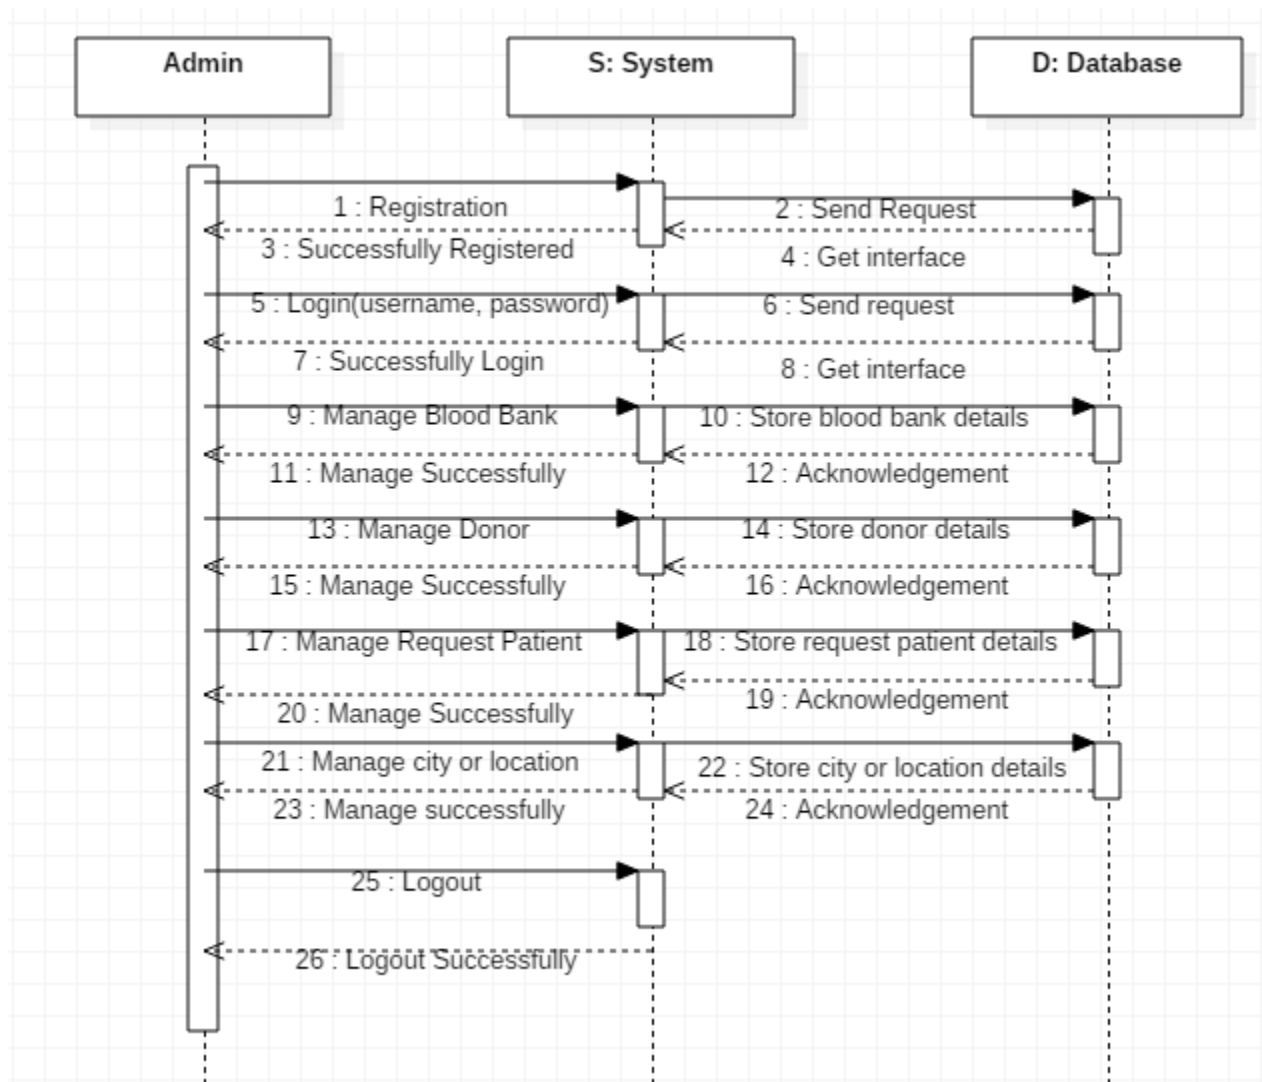 Admin
S: System
D: Database
1 : Registration
2 : Send Request
3 : Successfully Registered
4 : Get interface
5 : Login(username, password)
6 : Send request
7 : Successfully Login
8 : Get interface
9 : Manage Blood Bank
10 : Store blood bank details
11 : Manage Successfully
12 : Acknowledgement
13 : Manage Donor
14 : Store donor details
15 : Manage Successfully
16 : Acknowledgement
17 : Manage Request Patient
18 : Store request patient details
19 : Acknowledgement
20 : Manage Successfully
21 : Manage city or location
22 : Store city or location details
23 : Manage successfully
24 : Acknowledgement
25 : Logout
26 : Logout Successfully